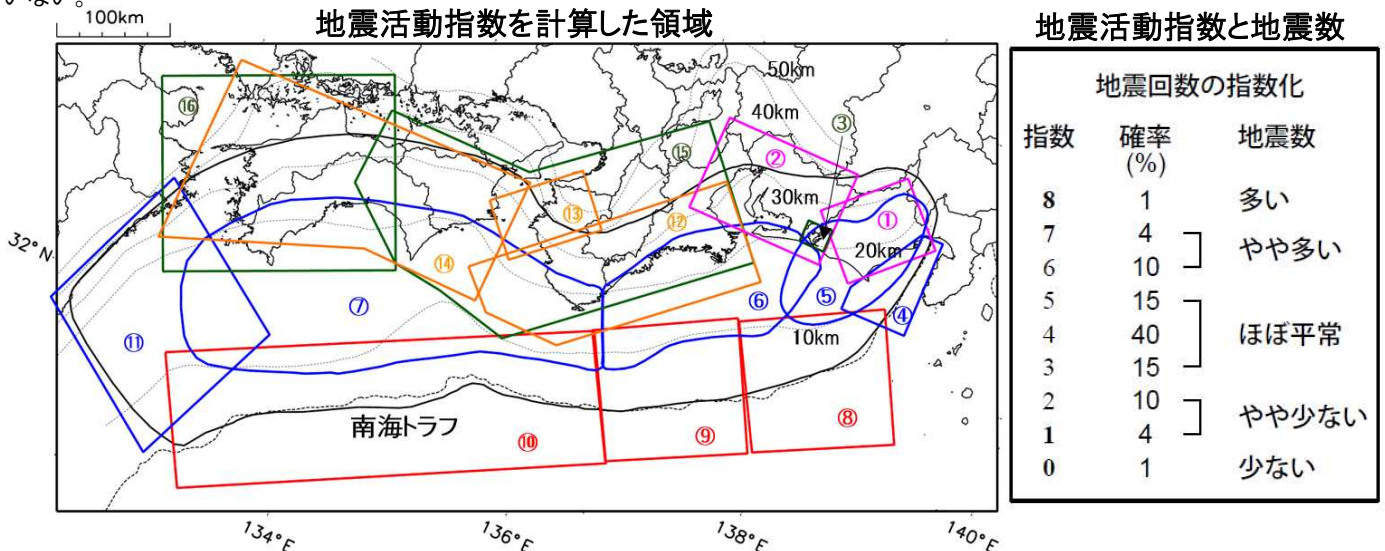 いない。
100km
地震活動指数を計算した領域
地震活動指数と地震数
50km
40km
30km
20km
10km
⑯
⑮
③
②
①
⑬
⑫
⑭
⑦
⑥
⑤
④
⑪
⑩
⑨
⑧
32°N
南海トラフ
134°E
136°E
138°E
140°E
地震回数の指数化
指数 確率 地震数
(%)
8 1 多い
7 4
やや多い
6 10
5 15
4 40 ほぼ平常
3 15
2 10
やや少ない
1 4
0 1 少ない